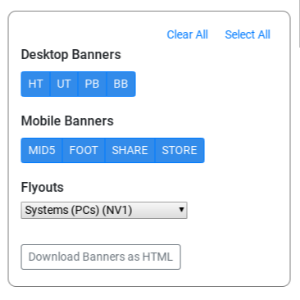 Clear All Select All
Desktop Banners
HT UT PB BB
Mobile Banners
MID5 FOOT SHARE STORE
Flyouts
Systems (PCs) (NV1)
Download Banners as HTML